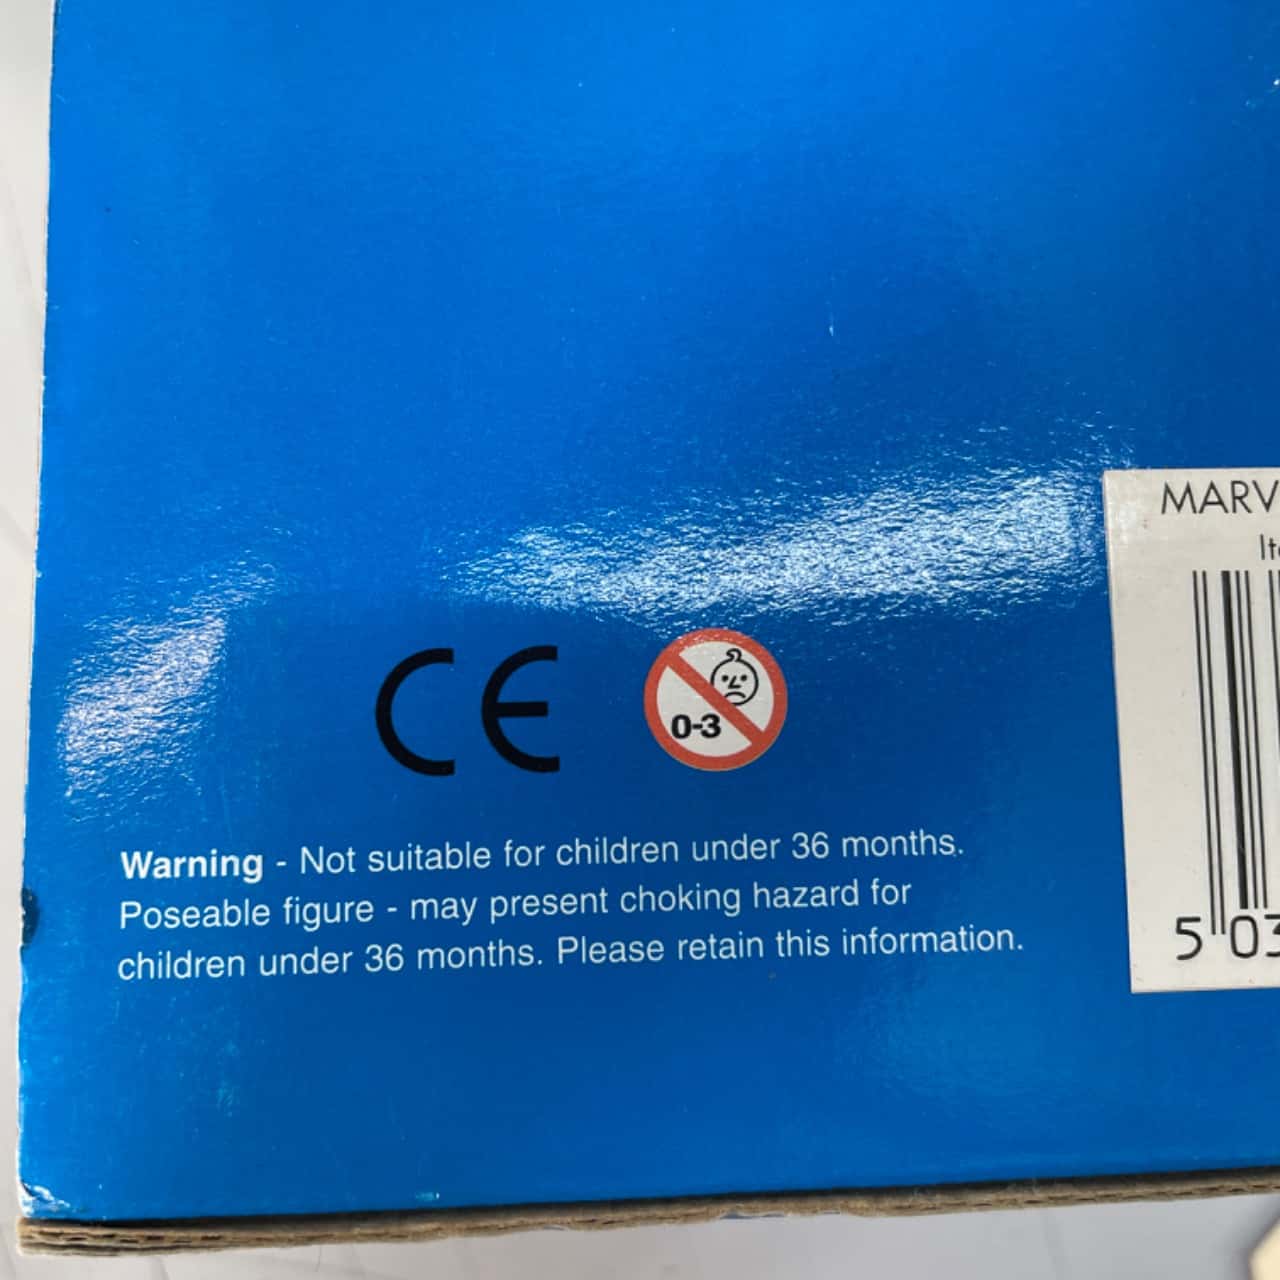 MARV
It
CE
0-3
Warning - Not suitable for children under 36 months.
Poseable figure - may present choking hazard for
children under 36 months. Please retain this information.
5 03